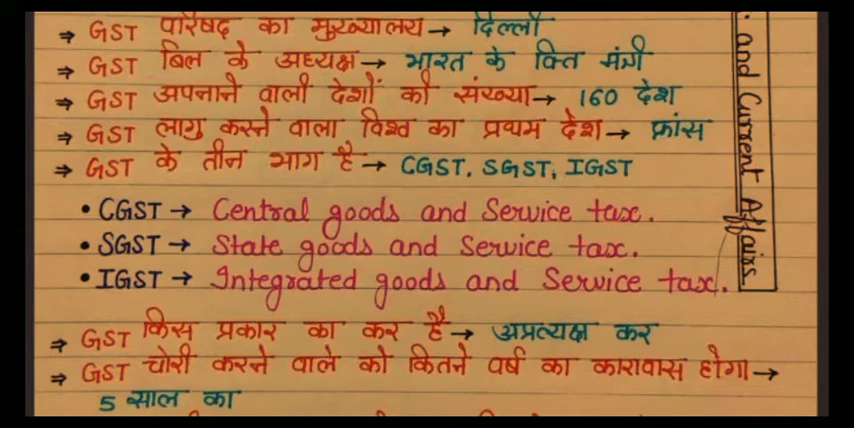 ⇒ GST परिषद का मुख्यालय → दिल्ली
⇒ GST बिल के अध्यक्ष → भारत के वित मंत्री
⇒ GST अपनाने वाली देशों की संख्या → 160 देश
⇒ GST लागु करने वाला विश्व का प्रथम देश → फ्रांस
⇒ GST के तीन भाग है → CGST, SGST, IGST
• CGST → Central goods and Service tax.
• SGST → State goods and Service tax.
• IGST → Integrated goods and Service tax.
⇒ GST किस प्रकार का कर है → अप्रत्यक्ष कर
⇒ GST चोरी करने वाले को कितने वर्ष का कारावास होगा →
5 साल का
and Current Affairs